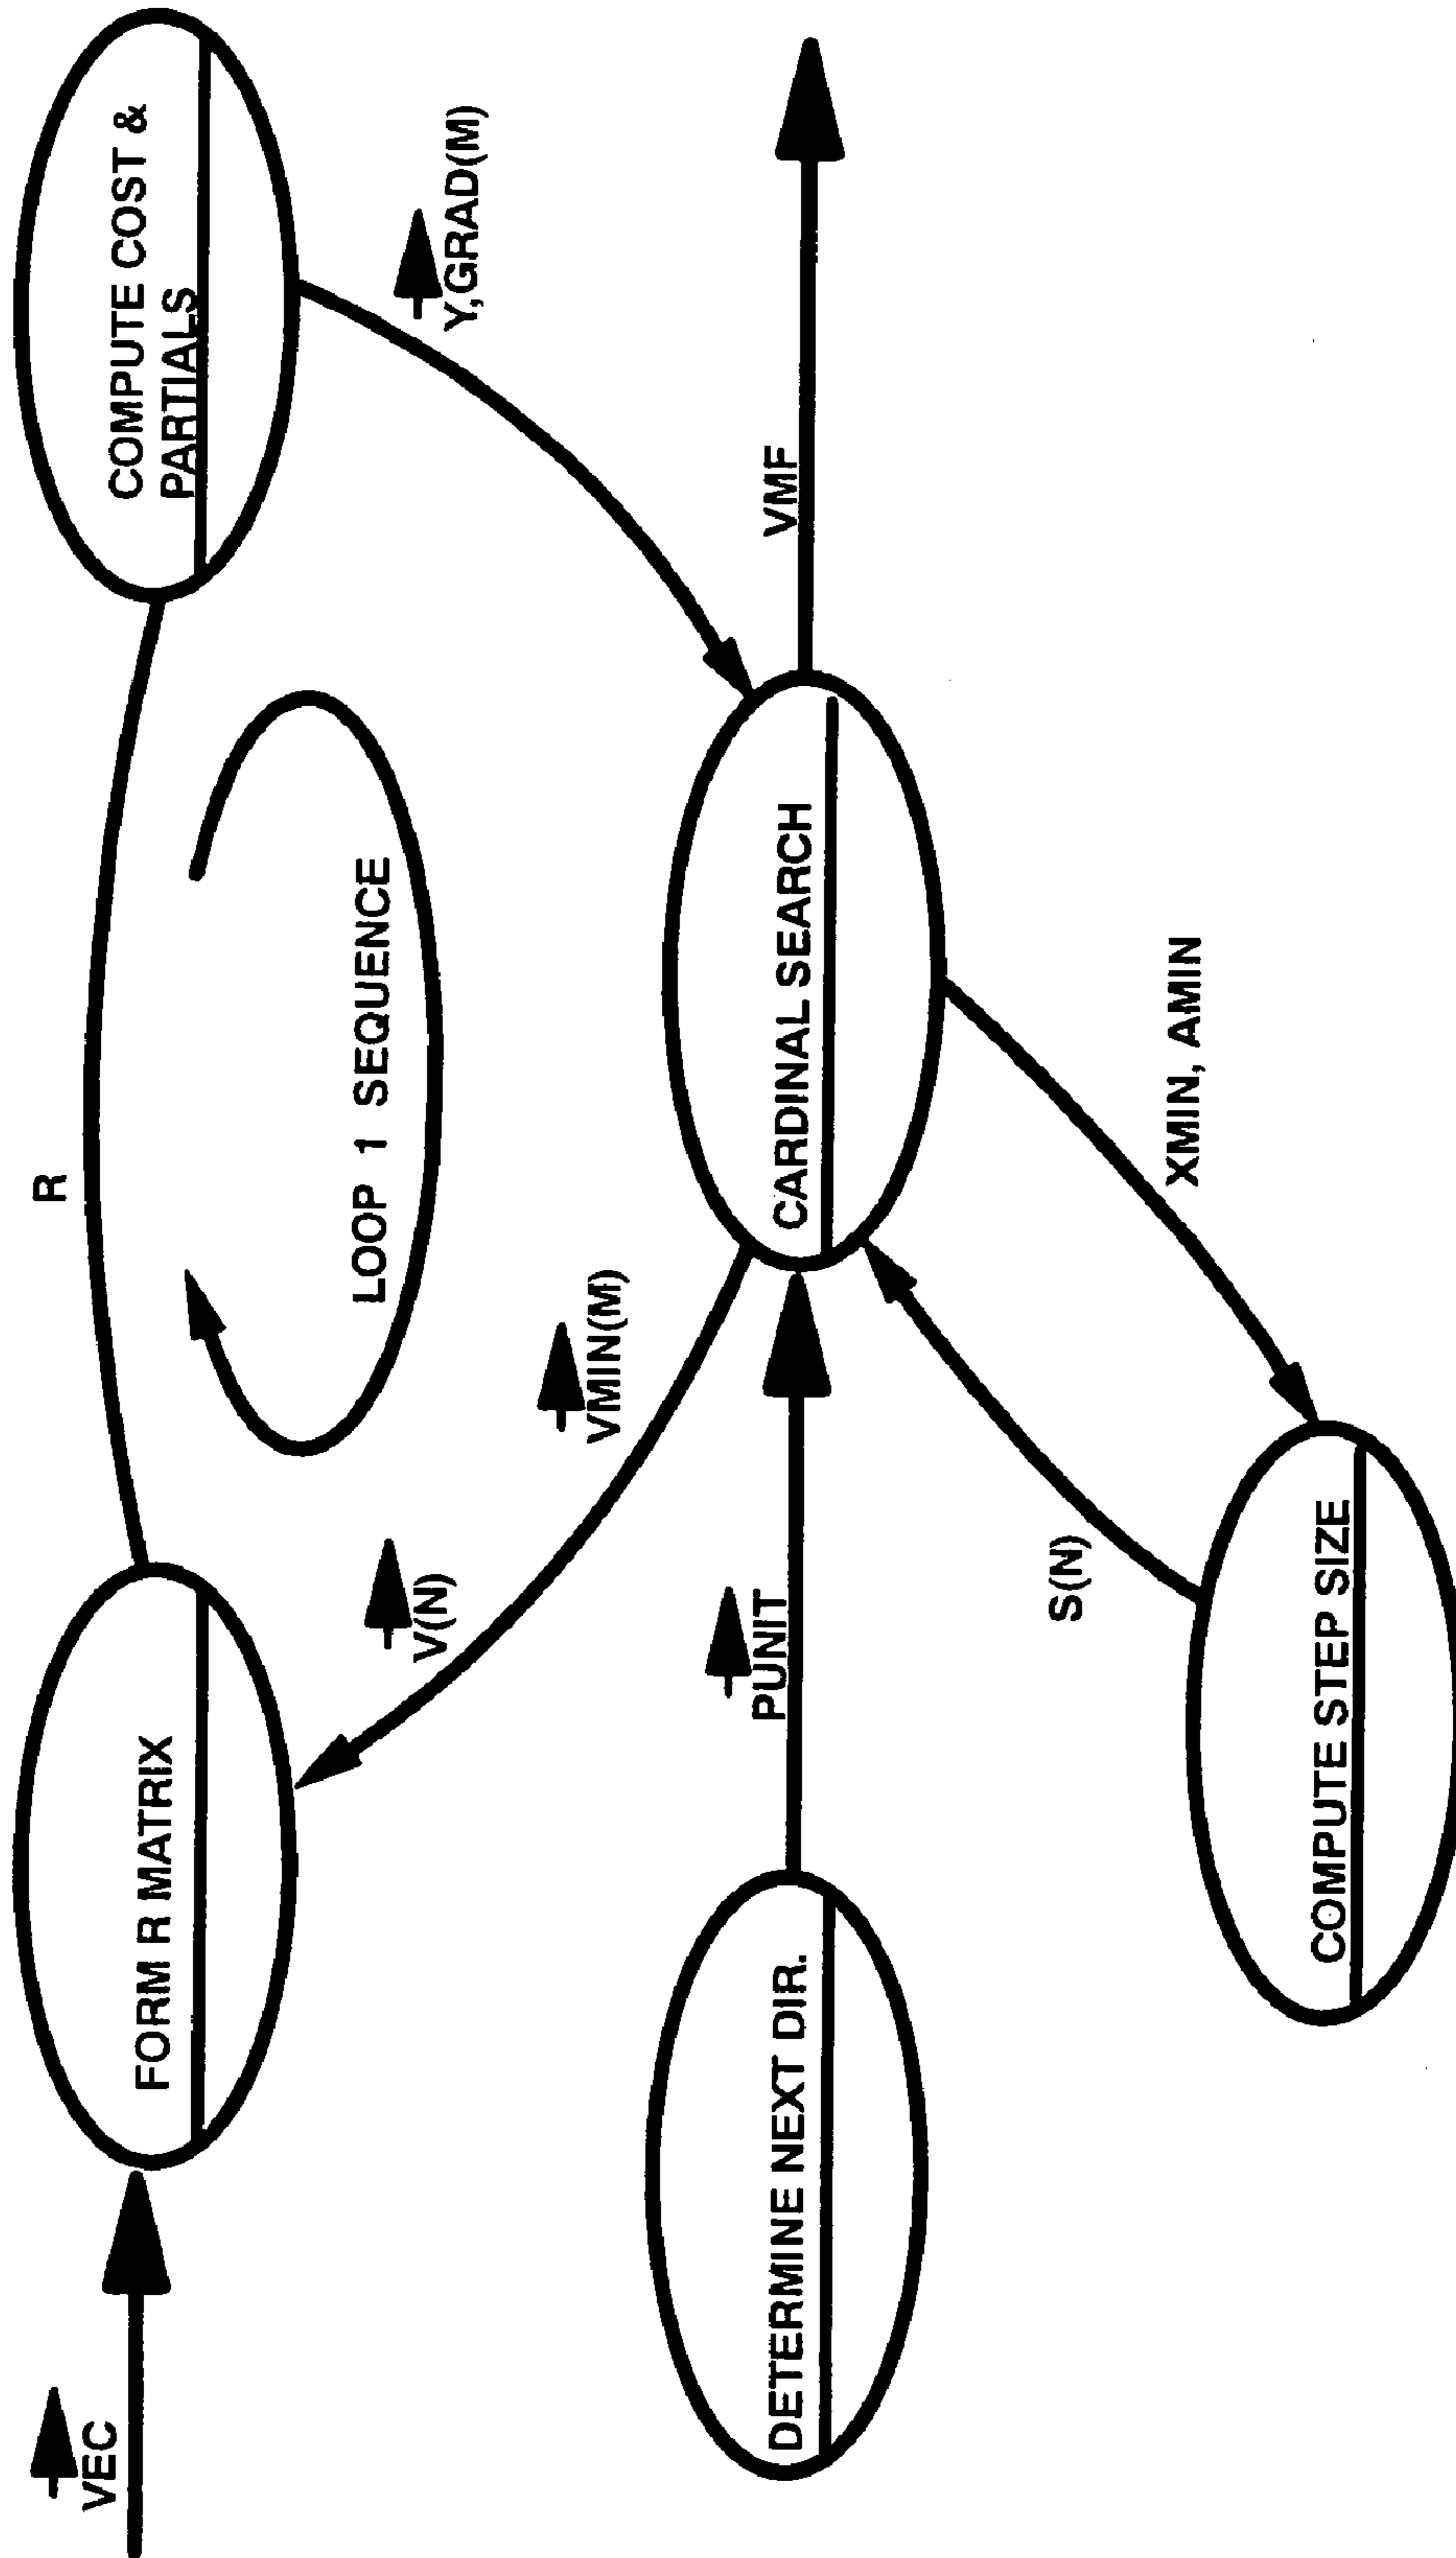 VEC
FORM R MATRIX
R
COMPUTE COST &
PARTIALS
LOOP 1 SEQUENCE
V(N)
VMIN(M)
Y,GRAD(M)
DETERMINE NEXT DIR.
PUNIT
CARDINAL SEARCH
VMF
S(N)
XMIN, AMIN
COMPUTE STEP SIZE